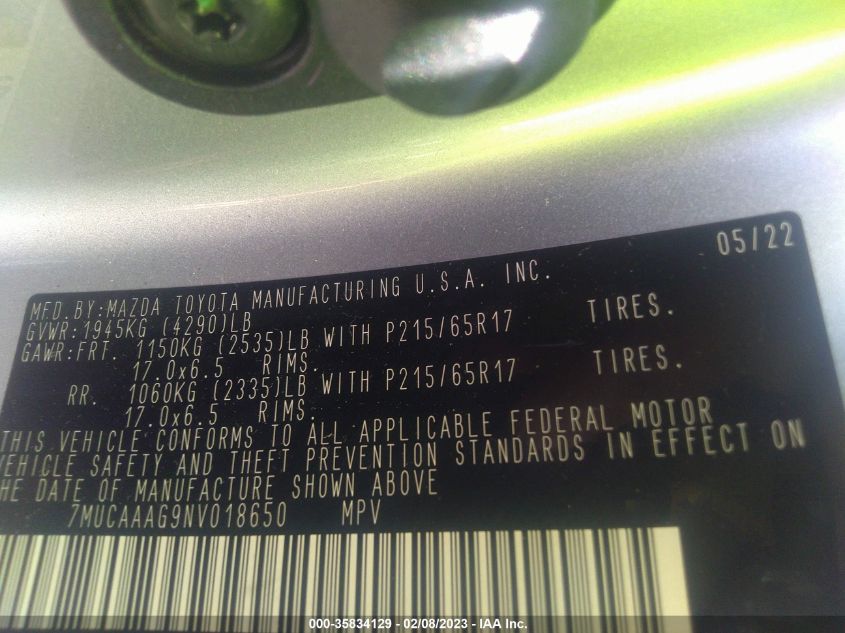 05/22
MFD.BY:MAZDA TOYOTA MANUFACTURING U.S.A. INC.
GVWR:1945KG (4290)LB
GAWR:FRT. 1150KG (2535)LB WITH P215/65R17 TIRES.
17.0x6.5 RIMS.
RR. 1060KG (2335)LB WITH P215/65R17 TIRES.
17.0x6.5 RIMS.
THIS VEHICLE CONFORMS TO ALL APPLICABLE FEDERAL MOTOR
VEHICLE SAFETY AND THEFT PREVENTION STANDARDS IN EFFECT ON
HE DATE OF MANUFACTURE SHOWN ABOVE
7MUCAAAG9NV018650 MPV
000-35834129 - 02/08/2023 - IAA Inc.